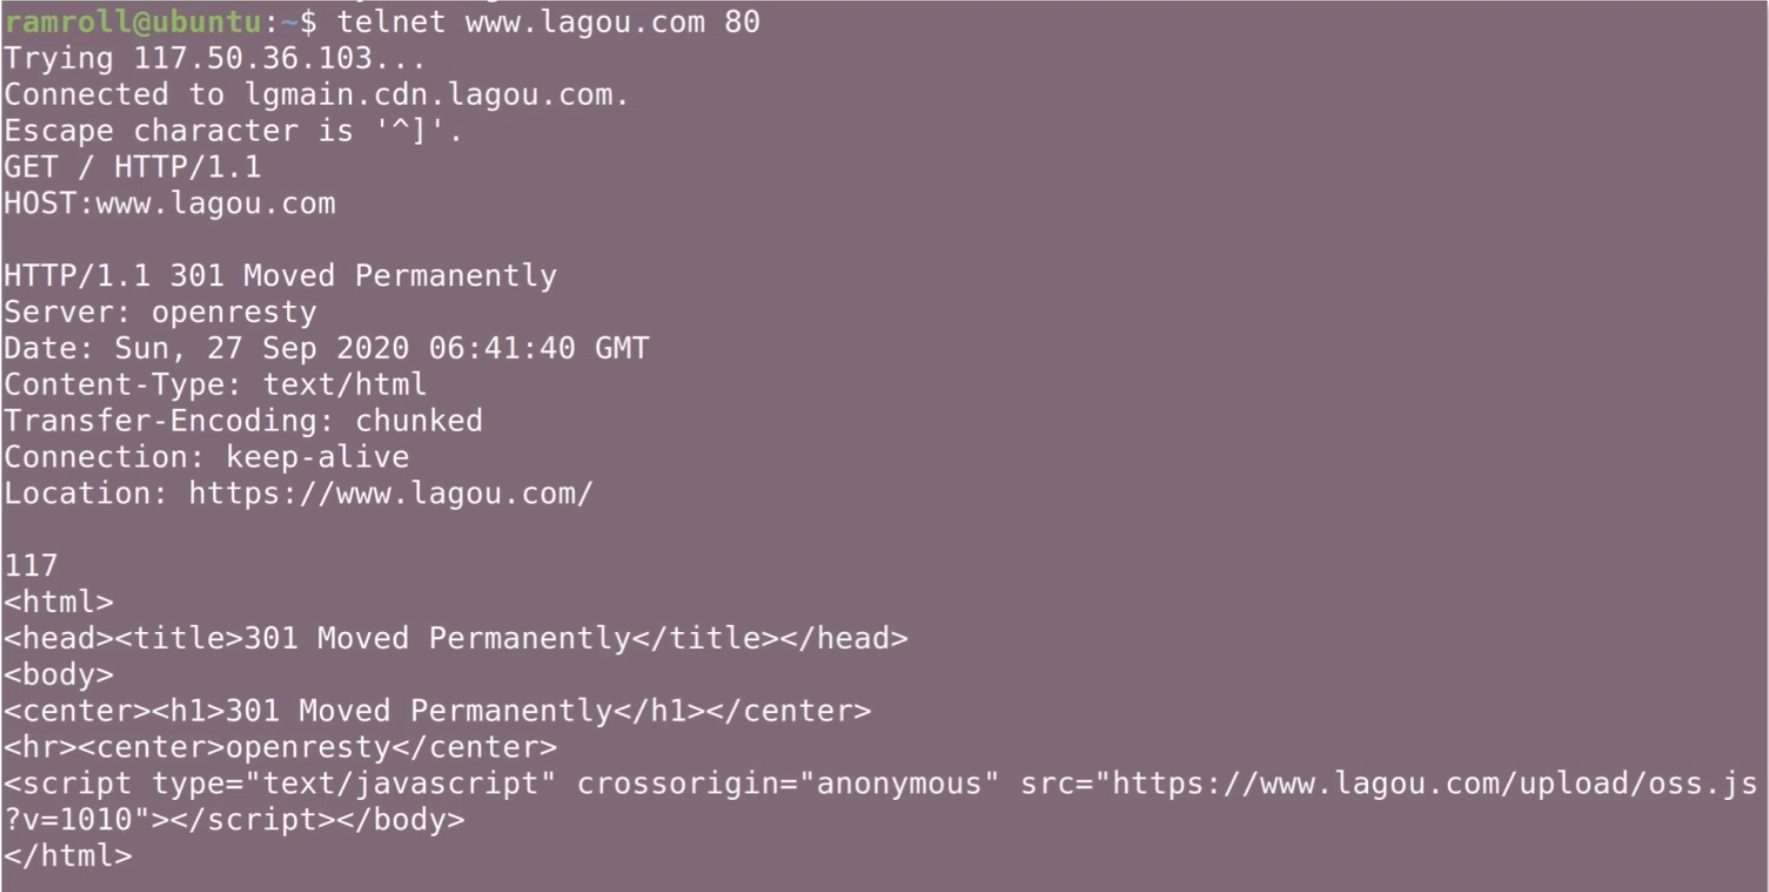 ramroll@ubuntu:~$ telnet www.lagou.com 80
Trying 117.50.36.103...
Connected to lgmain.cdn.lagou.com.
Escape character is '^]'.
GET / HTTP/1.1
HOST:www.lagou.com

HTTP/1.1 301 Moved Permanently
Server: openresty
Date: Sun, 27 Sep 2020 06:41:40 GMT
Content-Type: text/html
Transfer-Encoding: chunked
Connection: keep-alive
Location: https://www.lagou.com/

117
<html>
<head><title>301 Moved Permanently</title></head>
<body>
<center><h1>301 Moved Permanently</h1></center>
<hr><center>openresty</center>
<script type="text/javascript" crossorigin="anonymous" src="https://www.lagou.com/upload/oss.js
?v=1010"></script></body>
</html>